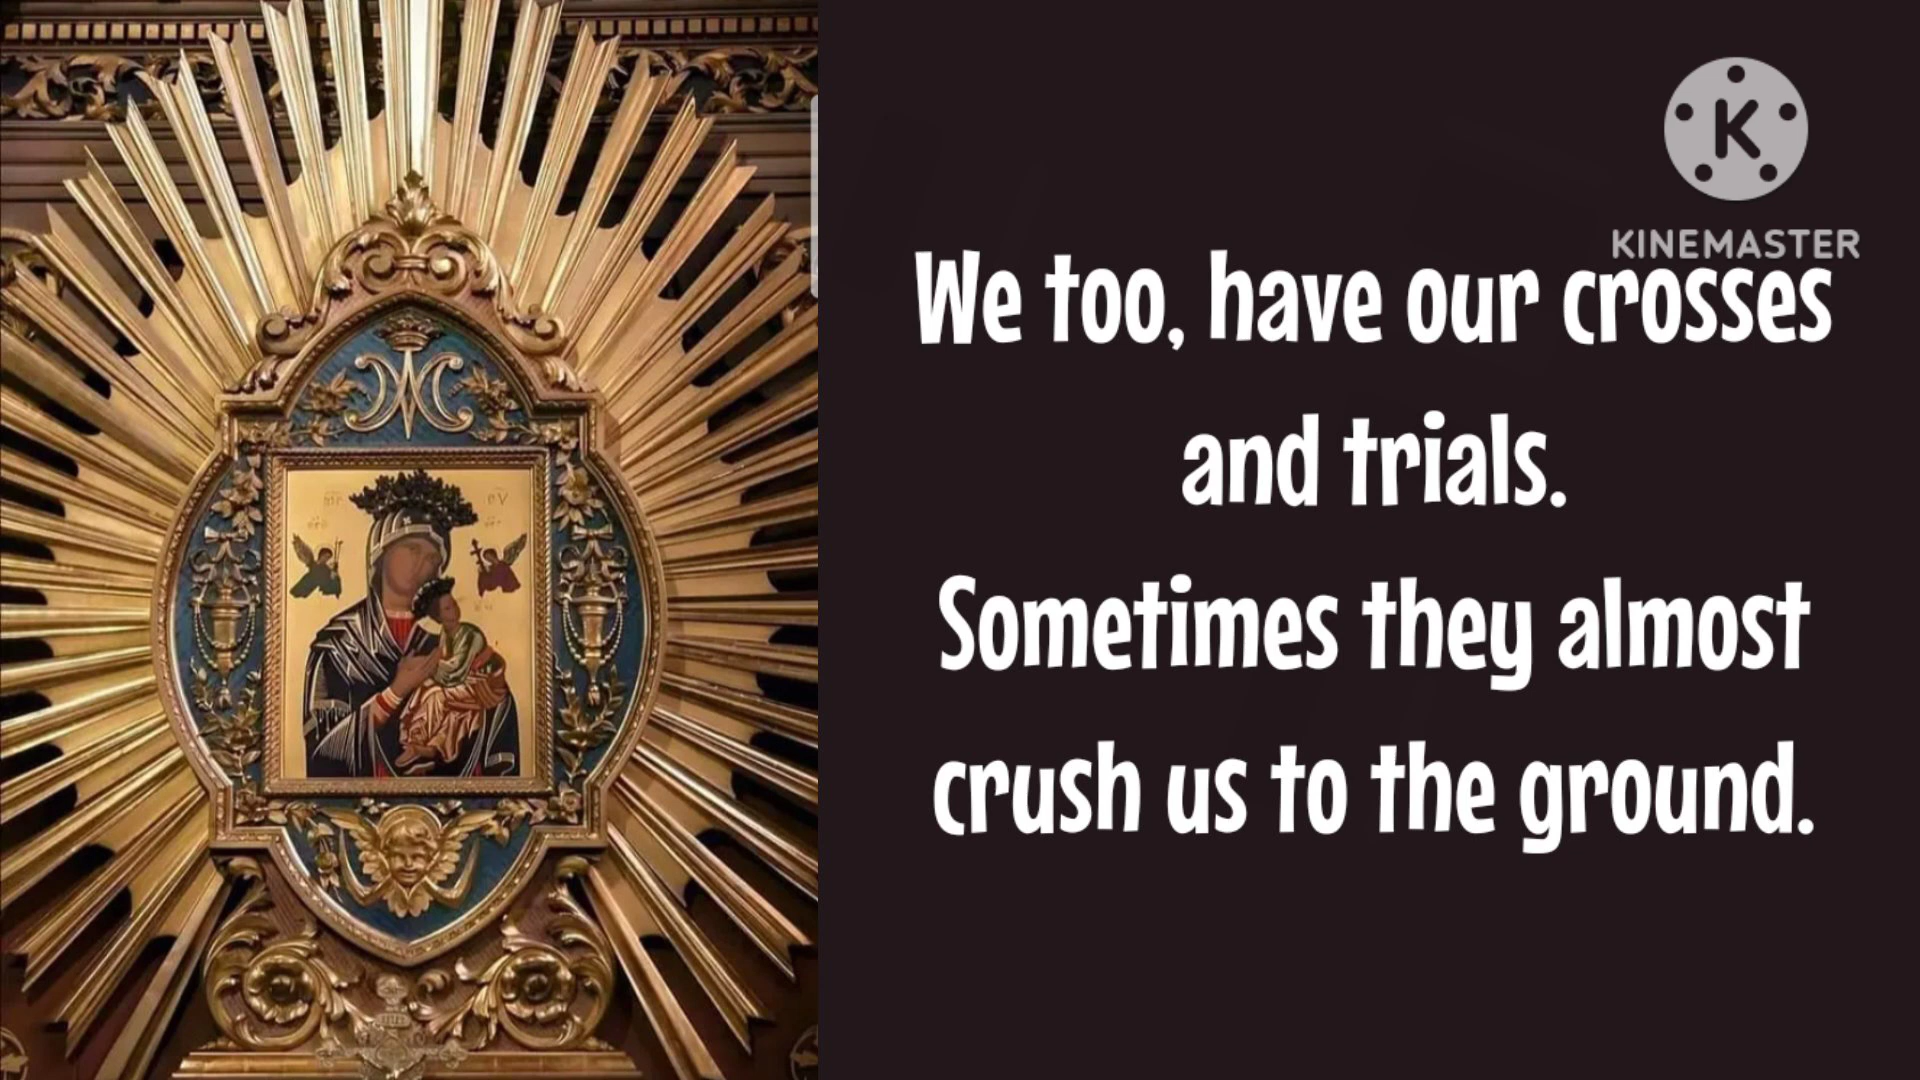 K
KINEMASTER
We too, have our crosses
and trials.
Sometimes they almost
crush us to the ground.